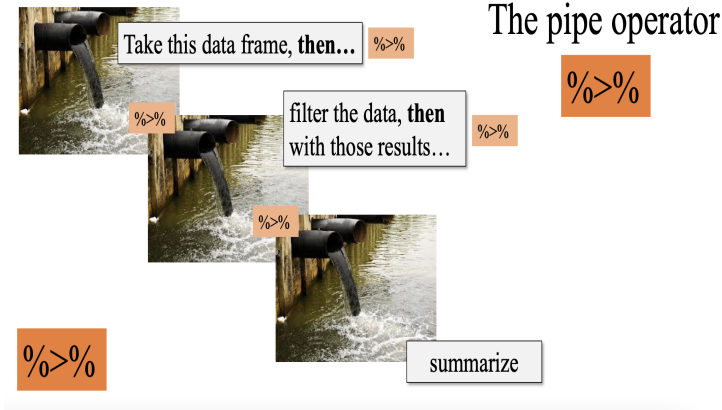 The pipe operator
%>%
Take this data frame, then…
%>%
%>%
filter the data, then
with those results…
%>%
%>%
summarize
%>%